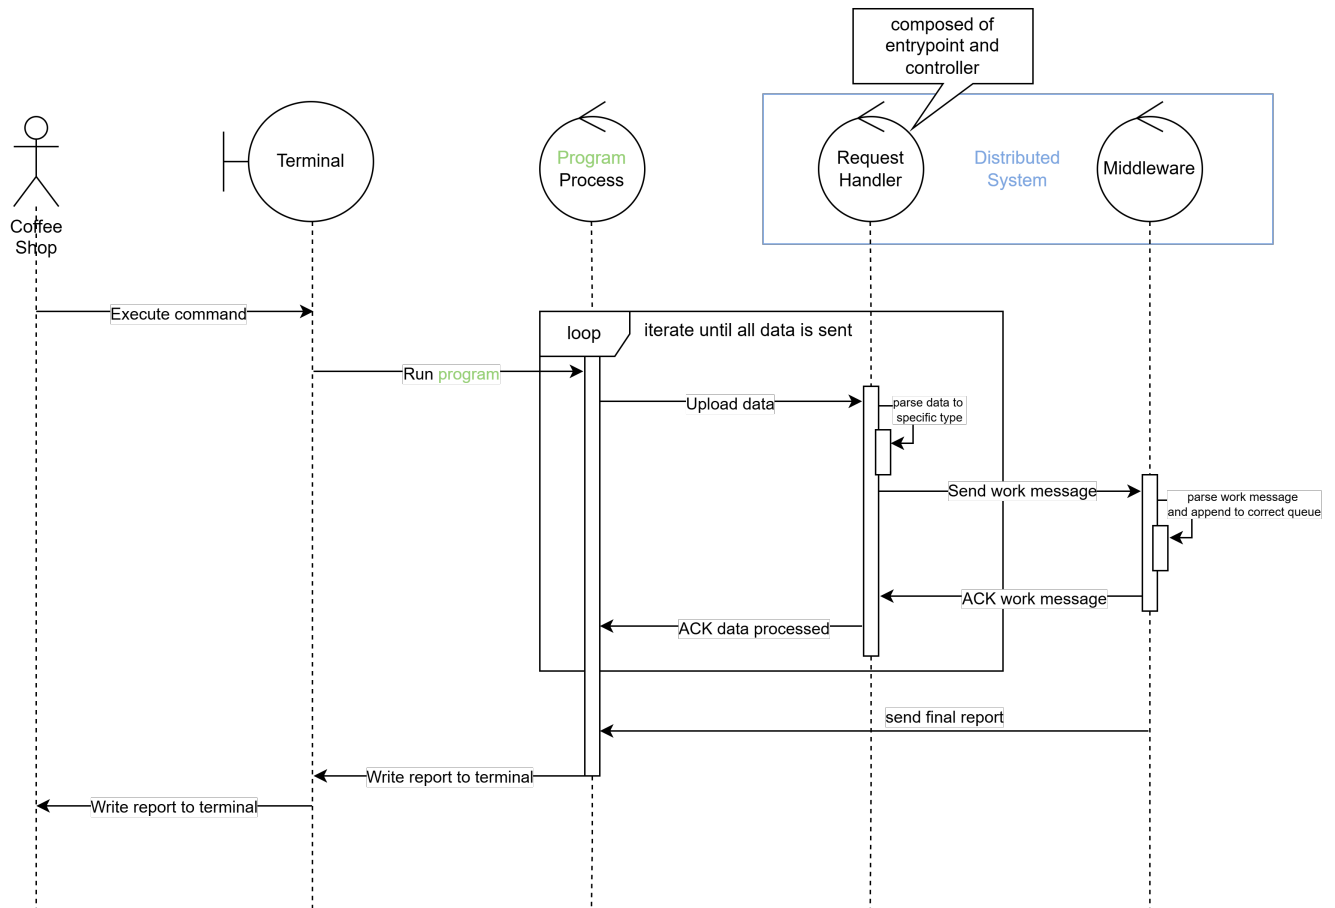 composed of
entrypoint and
controller
Terminal
Program
Process
Request
Handler
Distributed
System
Middleware
Coffee
Shop
Execute command
loop
iterate until all data is sent
Run program
Upload data
parse data to
specific type
Send work message
parse work message
and append to correct queue
ACK work message
ACK data processed
send final report
Write report to terminal
Write report to terminal